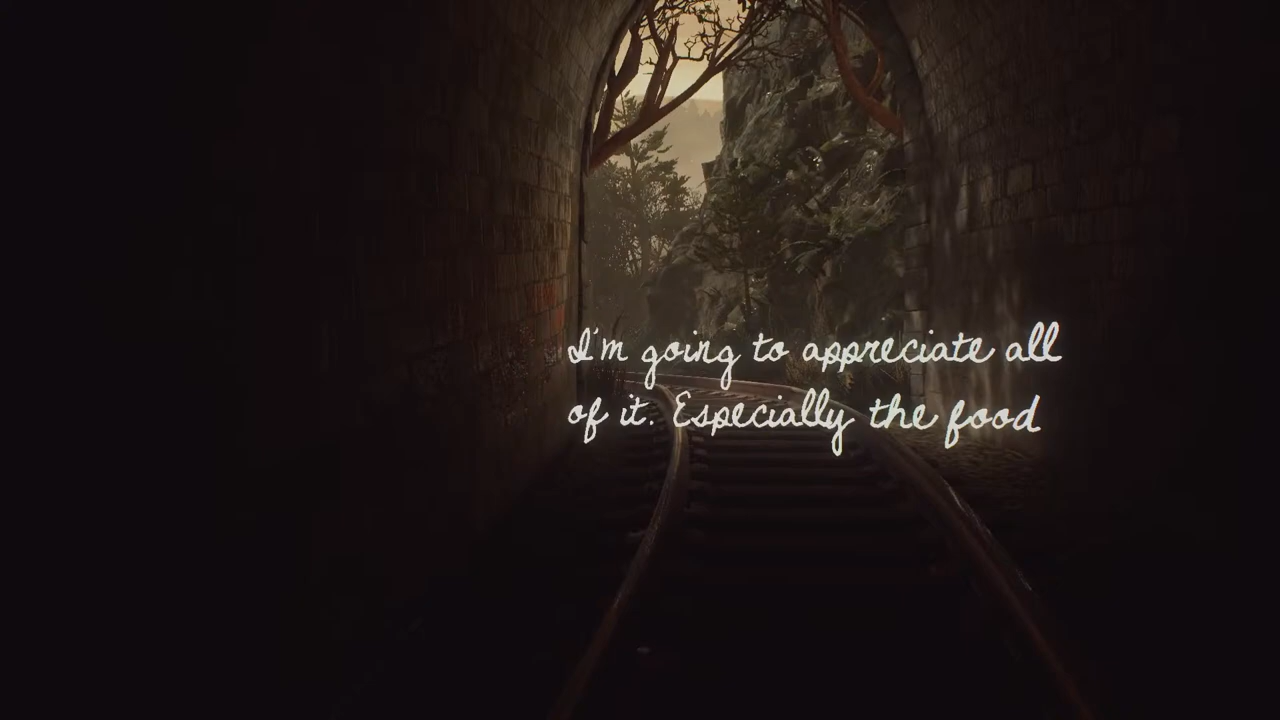 I'm going to appreciate all
of it. Especially the food